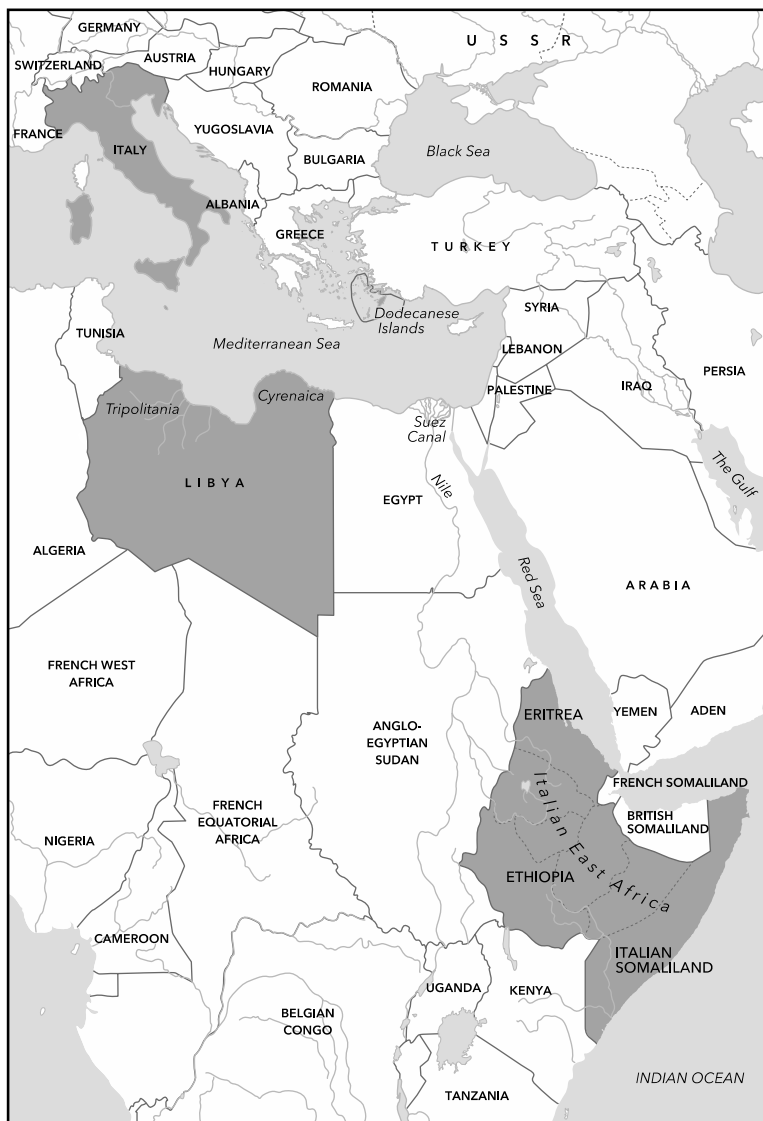 GERMANY
U S S R
AUSTRIA
SWITZERLAND
HUNGARY
ROMANIA
FRANCE
ITALY
YUGOSLAVIA
Black Sea
BULGARIA
ALBANIA
GREECE
TURKEY
SYRIA
Dodecanese
Islands
TUNISIA
Mediterranean Sea
LEBANON
PERSIA
PALESTINE
IRAQ
Tripolitania
Cyrenaica
Suez
Canal
The Gulf
LIBYA
Nile
EGYPT
ALGERIA
Red Sea
ARABIA
FRENCH WEST
AFRICA
ERITREA
YEMEN
ADEN
ANGLO-
EGYPTIAN
SUDAN
FRENCH SOMALILAND
Italian East Africa
FRENCH
EQUATORIAL
AFRICA
BRITISH
SOMALILAND
NIGERIA
ETHIOPIA
CAMEROON
ITALIAN
SOMALILAND
UGANDA
KENYA
BELGIAN
CONGO
INDIAN OCEAN
TANZANIA